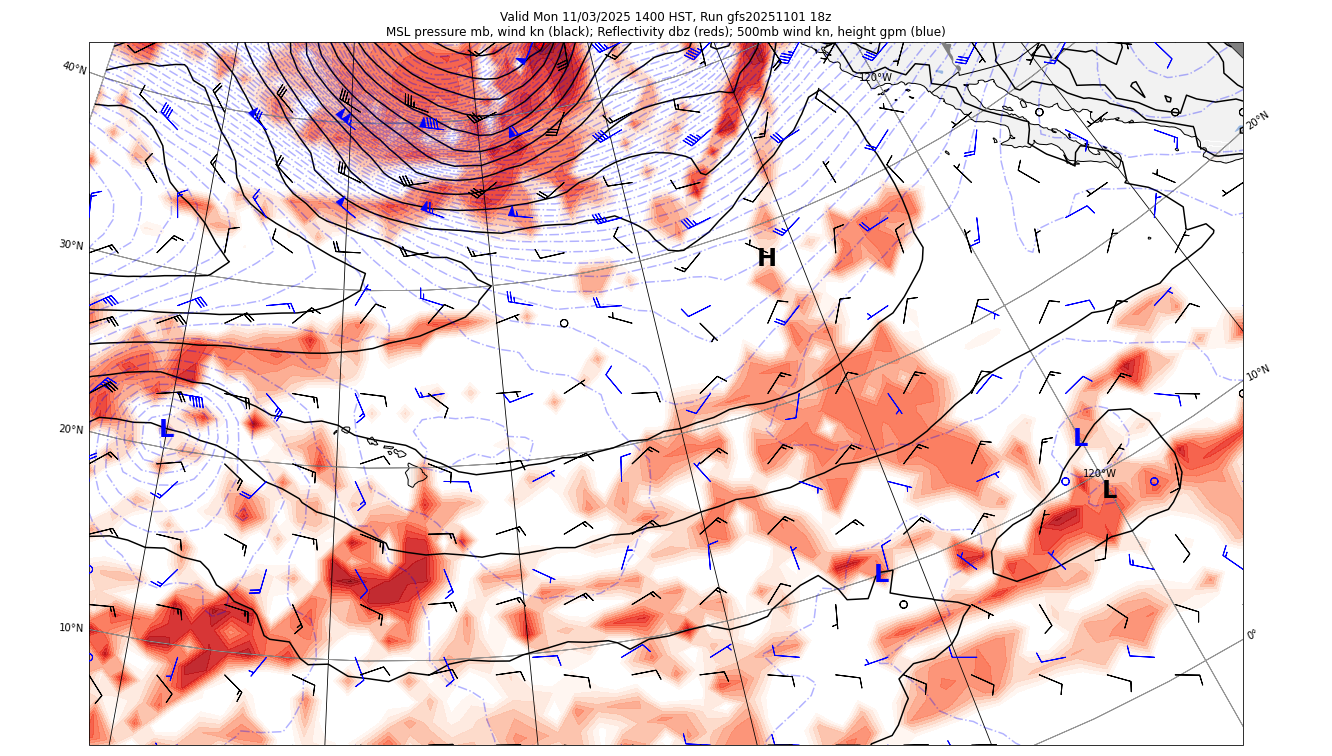 Valid Mon 11/03/2025 1400 HST, Run gfs20251101 18z
MSL pressure mb, wind kn (black); Reflectivity dbz (reds); 500mb wind kn, height gpm (blue)
40°N
120°W
20°N
30°N
H
10°N
20°N
L
L
120°W
L
L
10°N
0°